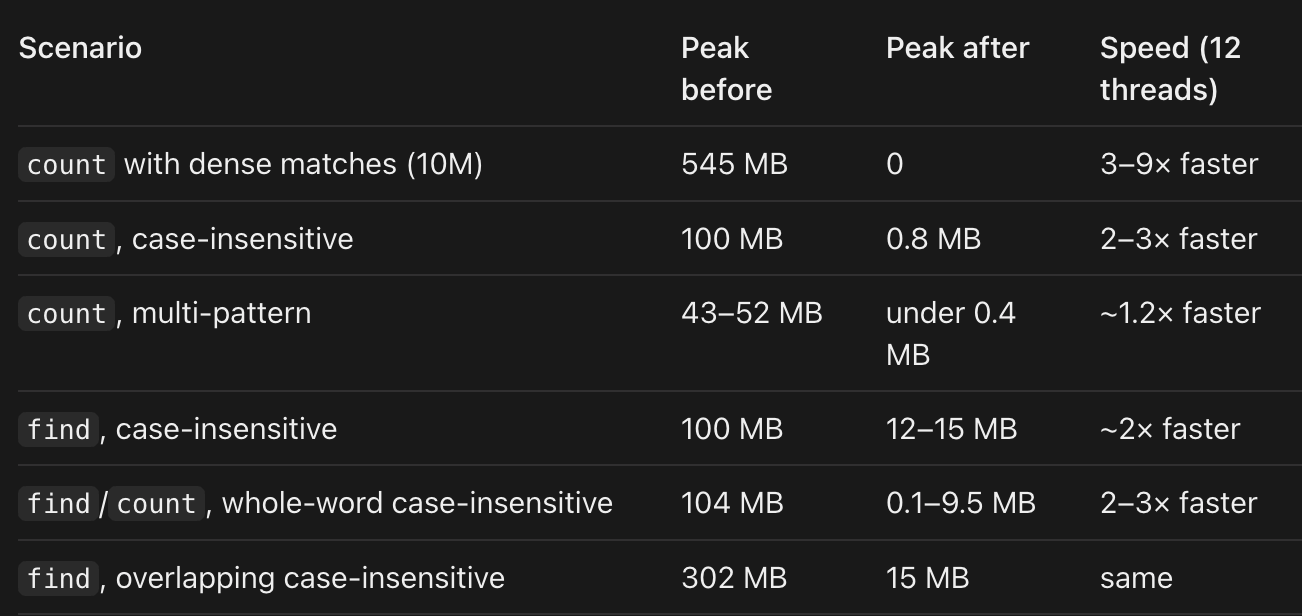 Scenario Peak before Peak after Speed (12 threads)
count with dense matches (10M) 545 MB 0 3–9× faster
count, case-insensitive 100 MB 0.8 MB 2–3× faster
count, multi-pattern 43–52 MB under 0.4 MB ~1.2× faster
find, case-insensitive 100 MB 12–15 MB ~2× faster
find/count, whole-word case-insensitive 104 MB 0.1–9.5 MB 2–3× faster
find, overlapping case-insensitive 302 MB 15 MB same